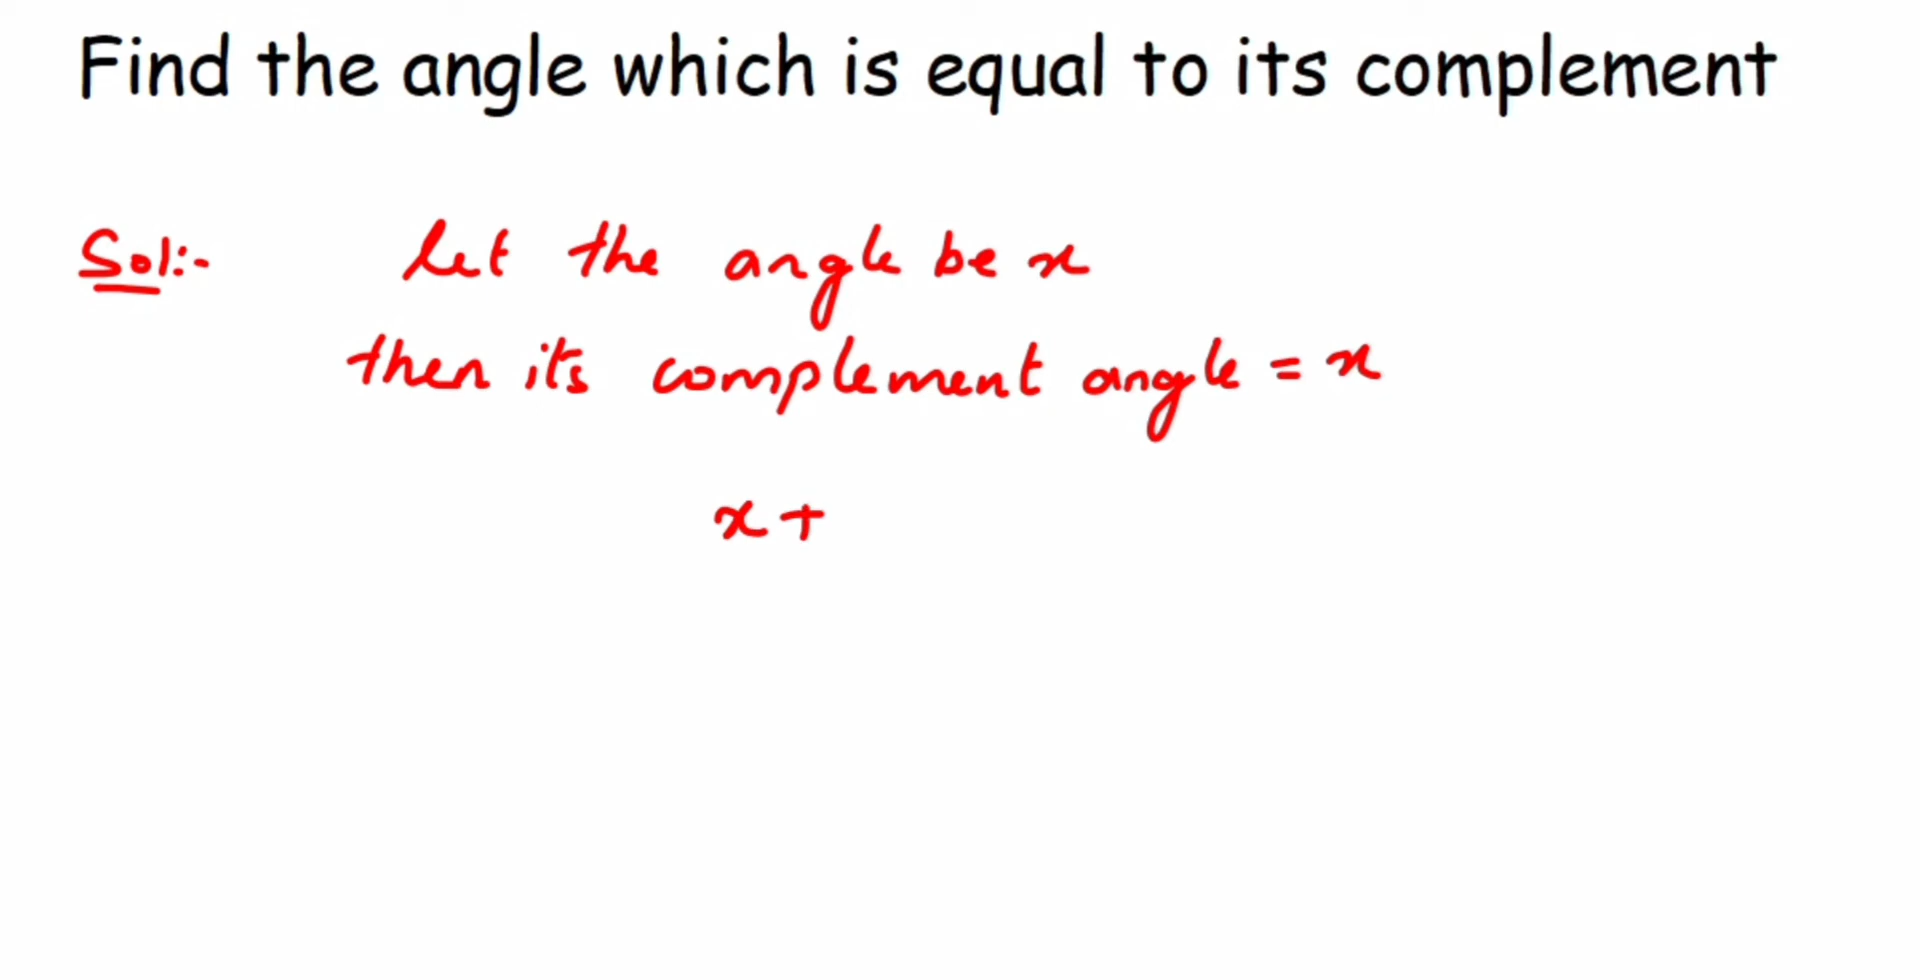 Find the angle which is equal to its complement
Sol:- let the angle be x
then its complement angle = x
x +